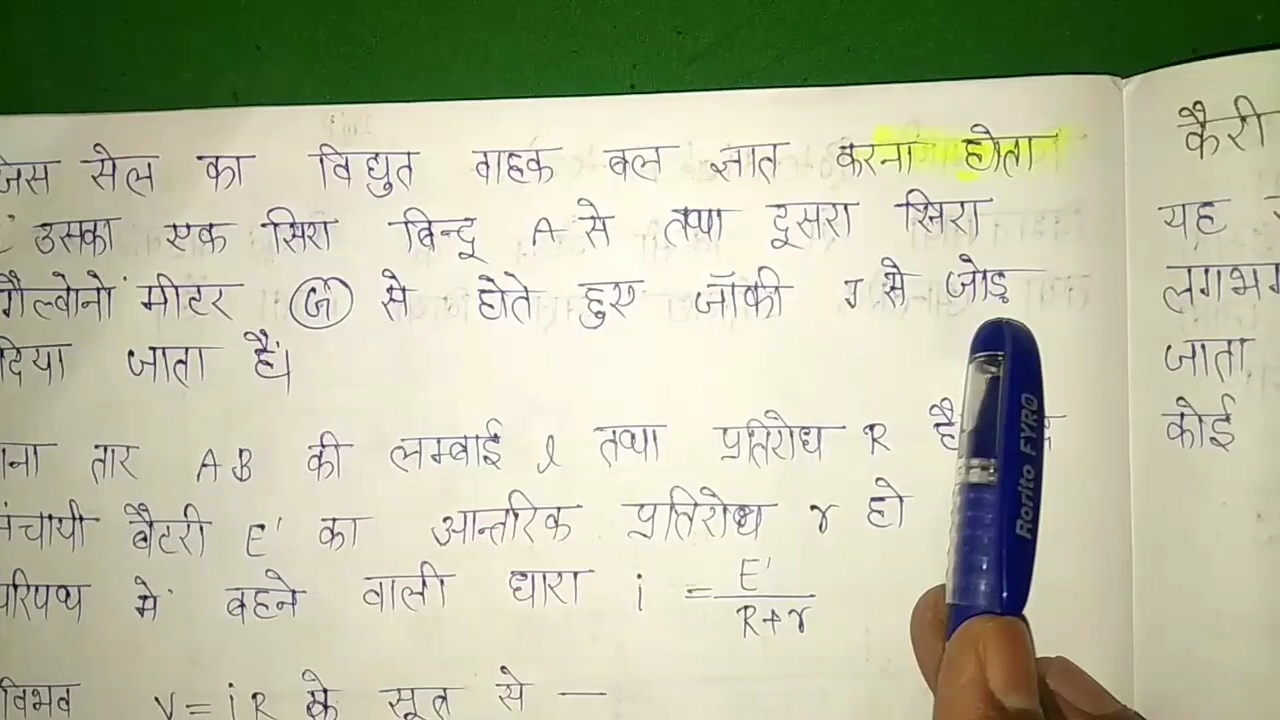 जिस सेल का विद्युत वाहक बल ज्ञात करना होता
उसका एक सिरा बिन्दू A से तथा दूसरा सिरा
गैल्वोनों मीटर G से होते हुए जॉकी J से जोड़
दिया जाता हैं।
माना तार AB की लम्बाई l तथा प्रतिरोध R है
संचायी बैटरी E' का आन्तरिक प्रतिरोध r हो
परिपथ में बहने वाली धारा i = E'/R+r
विभव V = iR के सूत्र से —
कैरी
यह
लगभग
जाता
कोई
Rorito FYRO